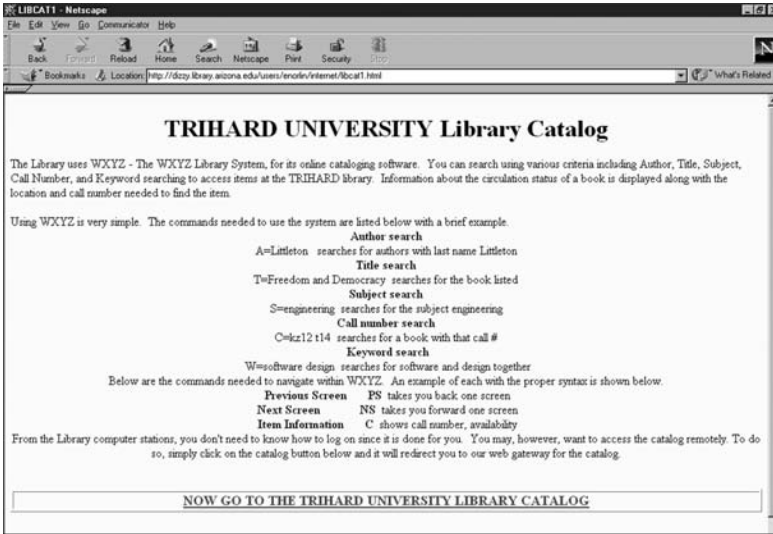 LIBCAT1 - Netscape
File Edit View Go Communicator Help
Back Forward Reload Home Search Netscape Print Security Stop
Bookmarks Location: http://dizzy.library.arizona.edu/users/enorlin/internet/libcat1.html What's Related
TRIHARD UNIVERSITY Library Catalog
The Library uses WXYZ - The WXYZ Library System, for its online cataloging software. You can search using various criteria including Author, Title, Subject,
Call Number, and Keyword searching to access items at the TRIHARD library. Information about the circulation status of a book is displayed along with the
location and call number needed to find the item.
Using WXYZ is very simple. The commands needed to use the system are listed below with a brief example.
Author search
A=Littleton searches for authors with last name Littleton
Title search
T=Freedom and Democracy searches for the book listed
Subject search
S=engineering searches for the subject engineering
Call number search
C=kz12 t14 searches for a book with that call #
Keyword search
W=software design searches for software and design together
Below are the commands needed to navigate within WXYZ. An example of each with the proper syntax is shown below.
Previous Screen PS takes you back one screen
Next Screen NS takes you forward one screen
Item Information C shows call number, availability
From the Library computer stations, you don't need to know how to log on since it is done for you. You may, however, want to access the catalog remotely. To do
so, simply click on the catalog button below and it will redirect you to our web gateway for the catalog.
NOW GO TO THE TRIHARD UNIVERSITY LIBRARY CATALOG